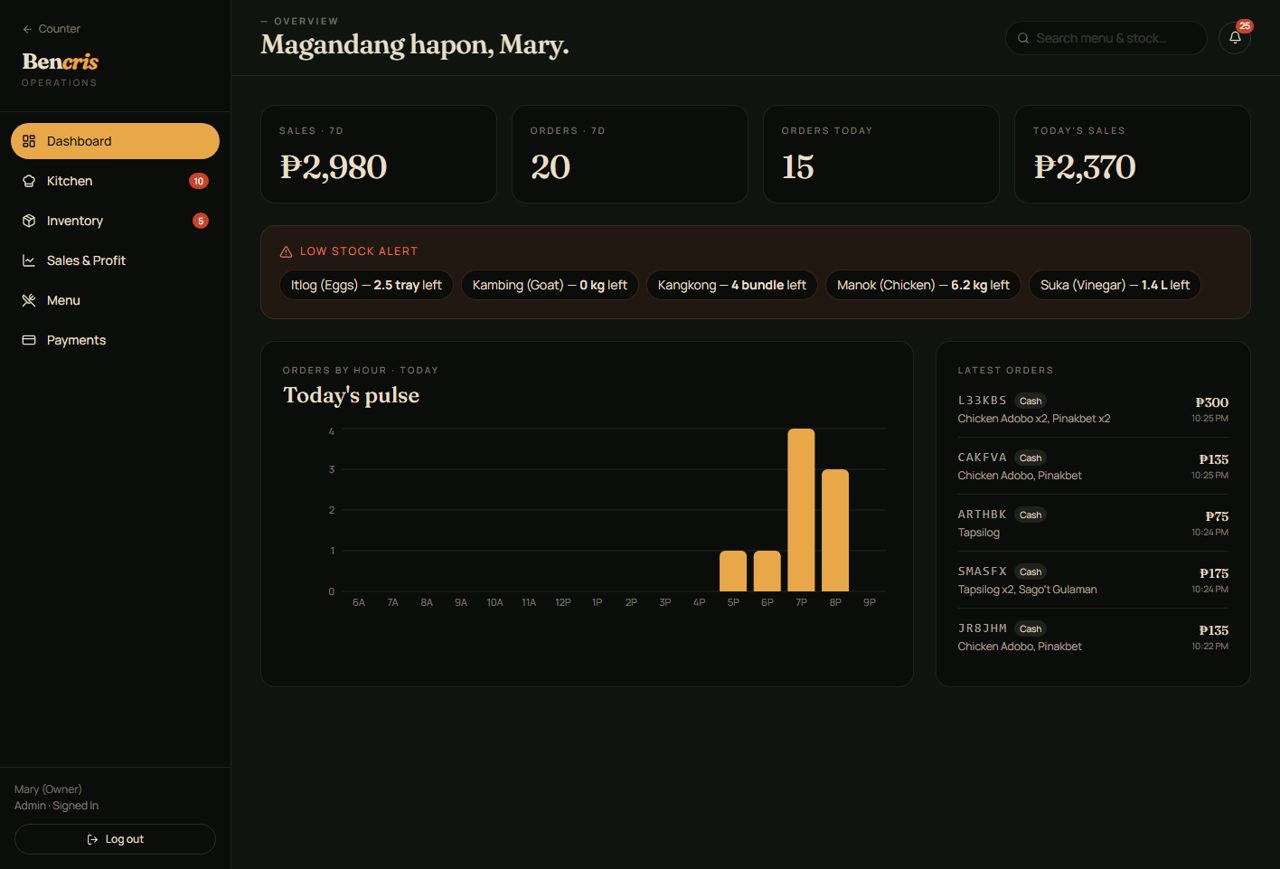 ← Counter
Bencris
OPERATIONS
Dashboard
Kitchen 10
Inventory 5
Sales & Profit
Menu
Payments
Mary (Owner)
Admin · Signed In
Log out
— OVERVIEW
Magandang hapon, Mary.
Search menu & stock...
25
SALES · 7D
₱2,980
ORDERS · 7D
20
ORDERS TODAY
15
TODAY'S SALES
₱2,370
LOW STOCK ALERT
Itlog (Eggs) — 2.5 tray left
Kambing (Goat) — 0 kg left
Kangkong — 4 bundle left
Manok (Chicken) — 6.2 kg left
Suka (Vinegar) — 1.4 L left
ORDERS BY HOUR · TODAY
Today's pulse
4
3
2
1
0
6A 7A 8A 9A 10A 11A 12P 1P 2P 3P 4P 5P 6P 7P 8P 9P
LATEST ORDERS
L33KBS Cash ₱300
Chicken Adobo x2, Pinakbet x2 10:25 PM
CAKFVA Cash ₱135
Chicken Adobo, Pinakbet 10:25 PM
ARTHBK Cash ₱75
Tapsilog 10:24 PM
SMASFX Cash ₱175
Tapsilog x2, Sago't Gulaman 10:24 PM
JR8JHM Cash ₱135
Chicken Adobo, Pinakbet 10:22 PM